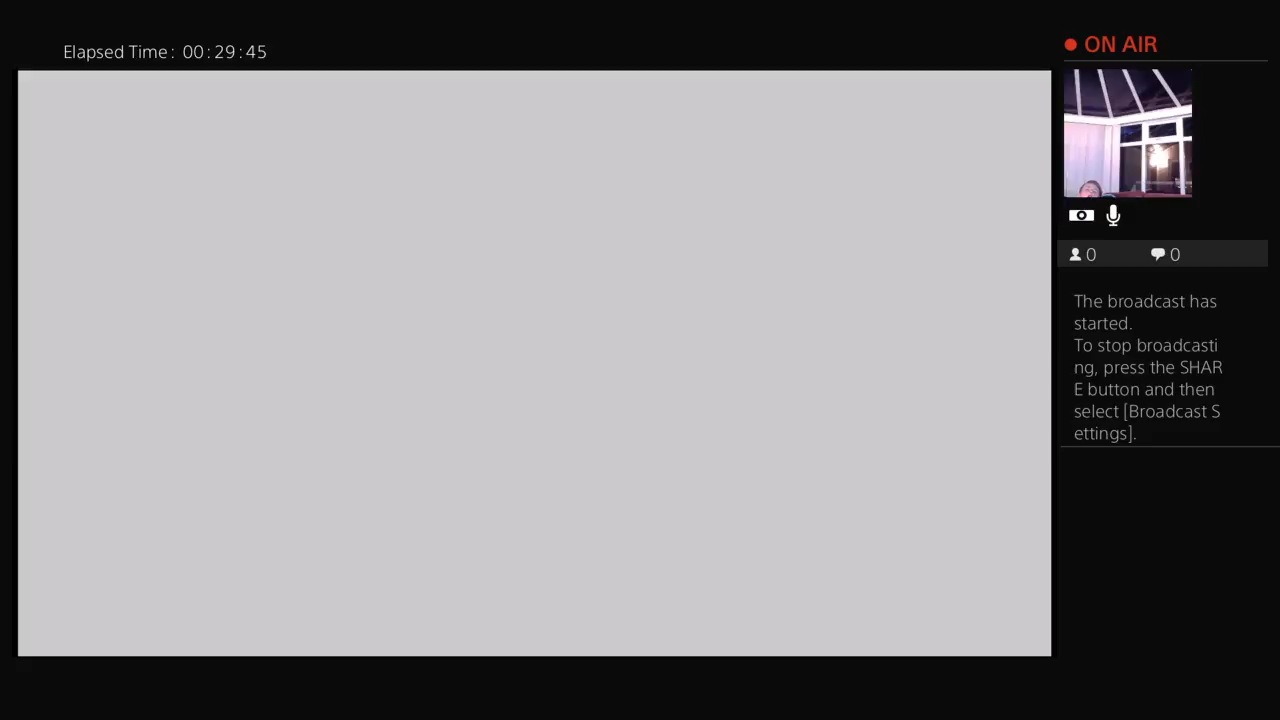 Elapsed Time: 00:29:45
ON AIR
0 0
The broadcast has
started.
To stop broadcasti
ng, press the SHAR
E button and then
select [Broadcast S
ettings].